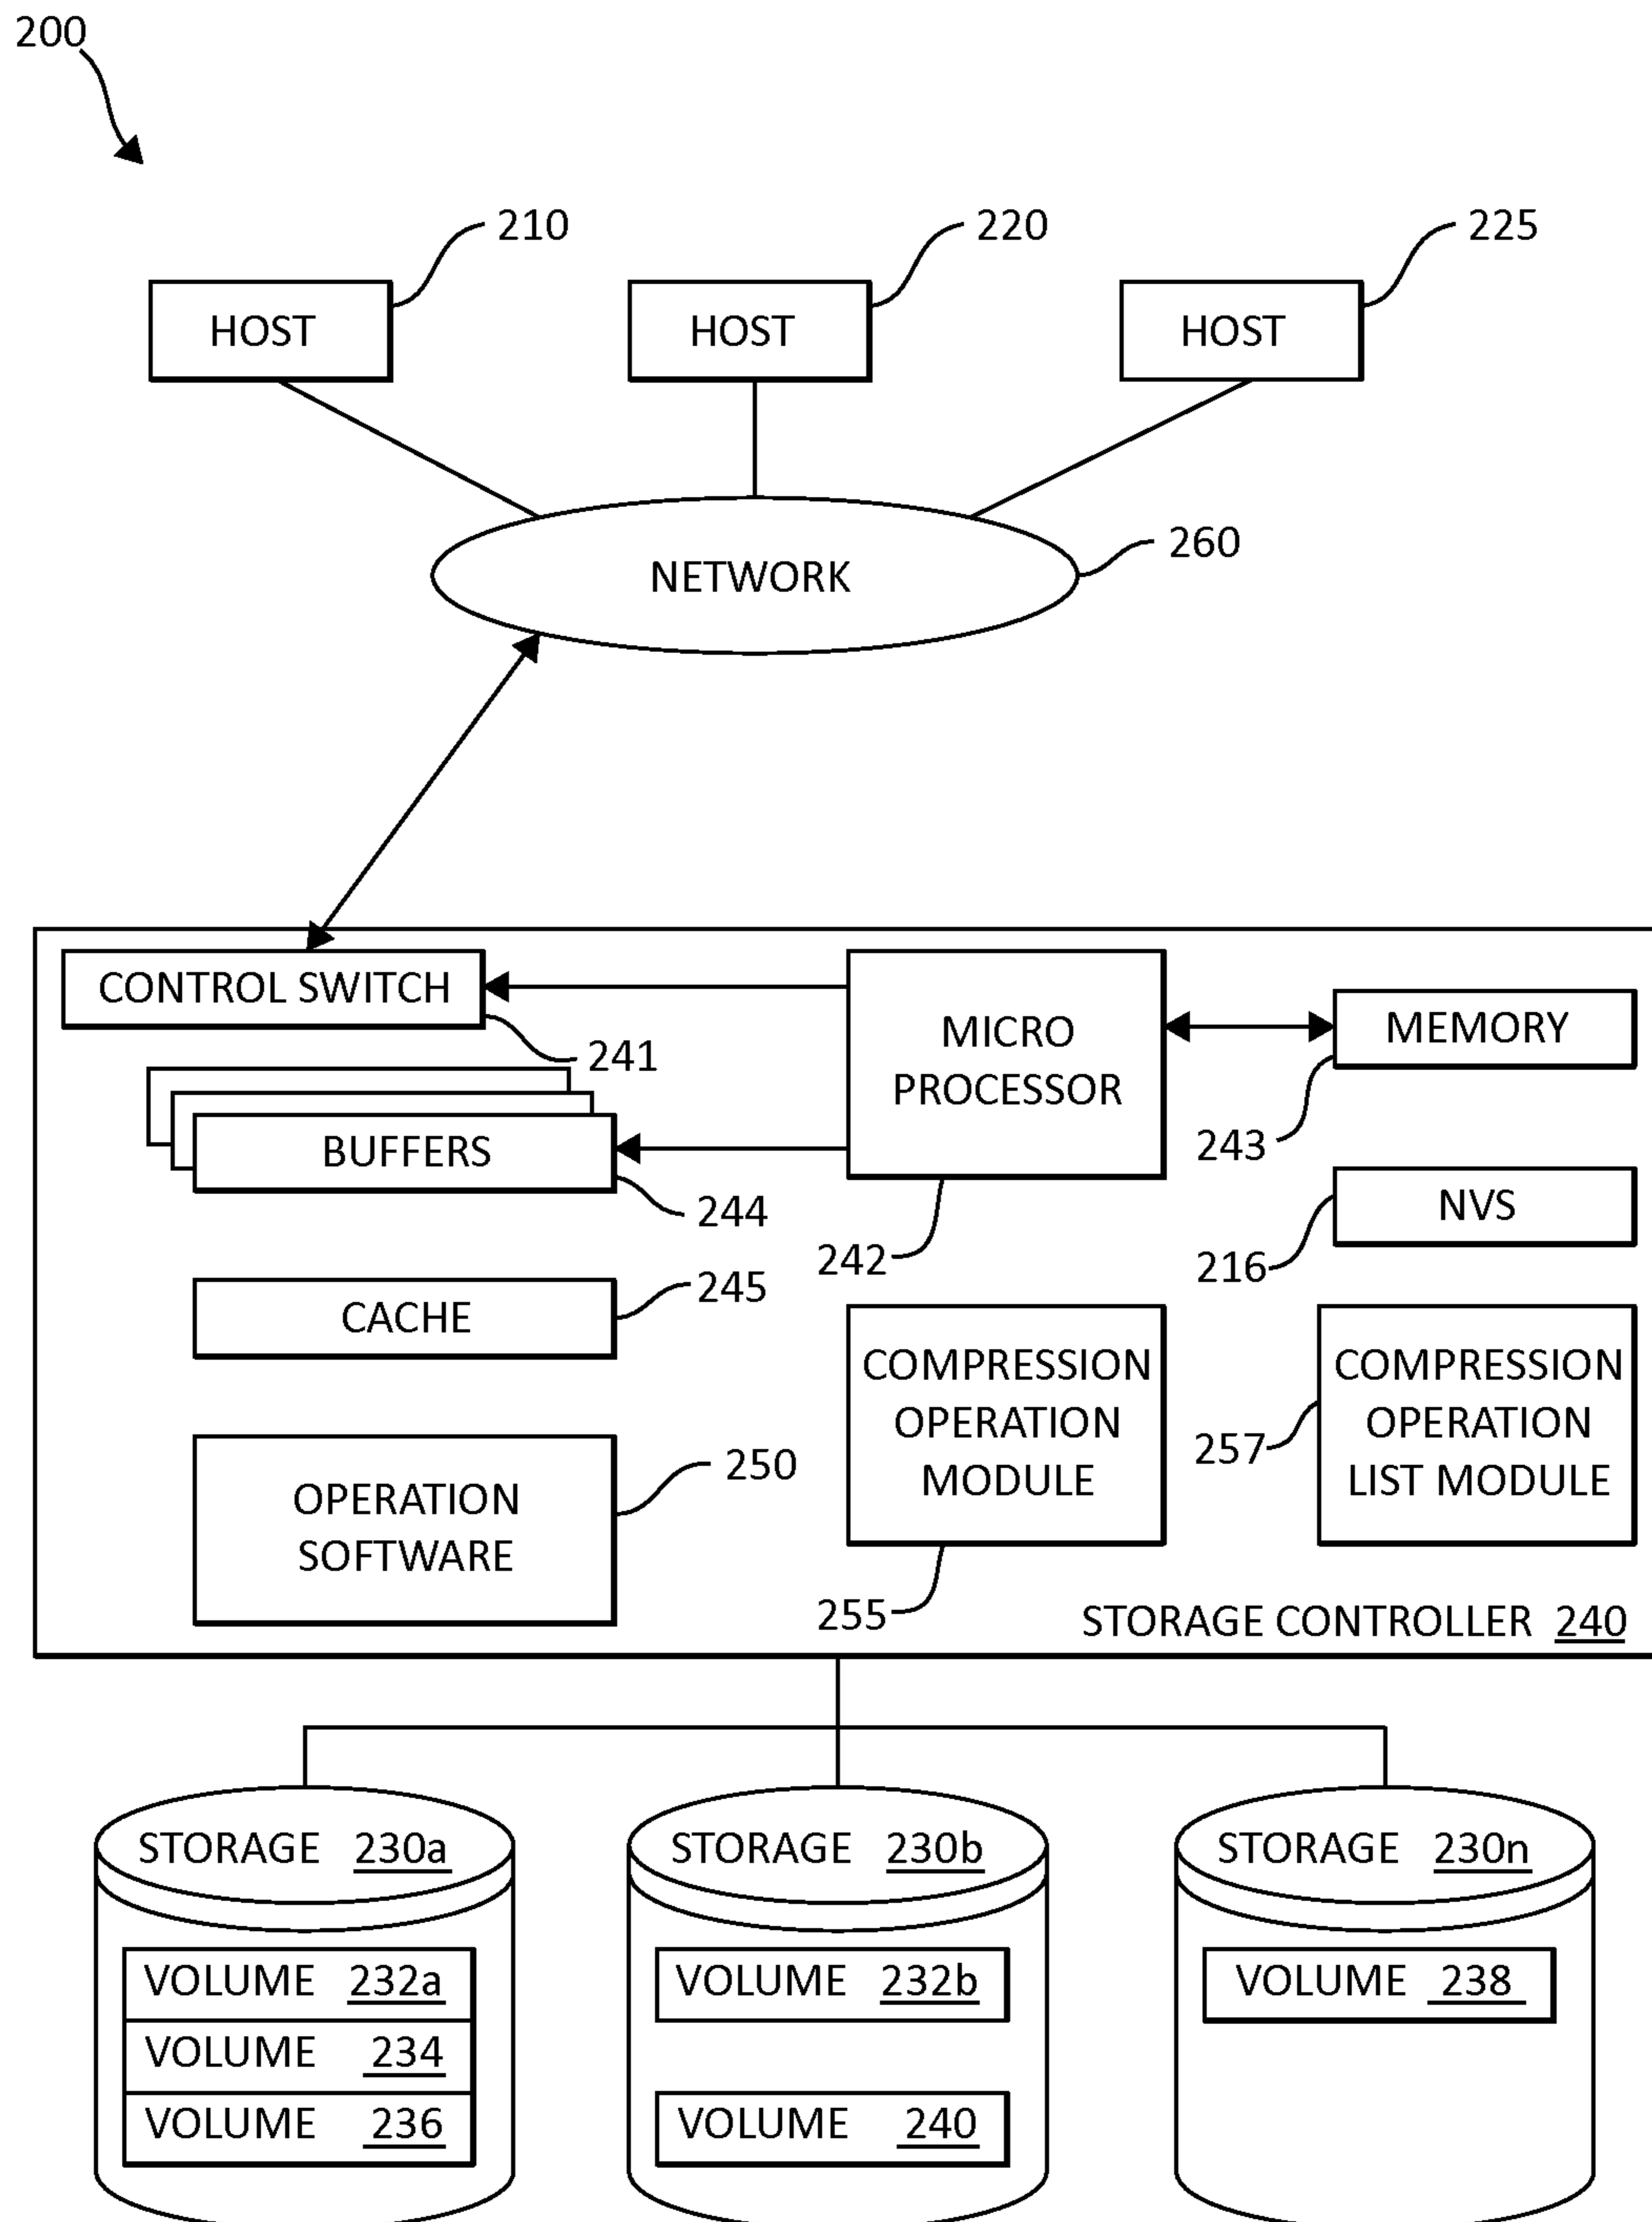 200
210
220
225
HOST
HOST
HOST
260
NETWORK
CONTROL SWITCH
241
MICRO
PROCESSOR
MEMORY
243
BUFFERS
244
242
NVS
216
245
CACHE
COMPRESSION
OPERATION
MODULE
255
COMPRESSION
OPERATION
LIST MODULE
257
250
OPERATION
SOFTWARE
STORAGE CONTROLLER 240
STORAGE 230a
VOLUME 232a
VOLUME 234
VOLUME 236
STORAGE 230b
VOLUME 232b
VOLUME 240
STORAGE 230n
VOLUME 238